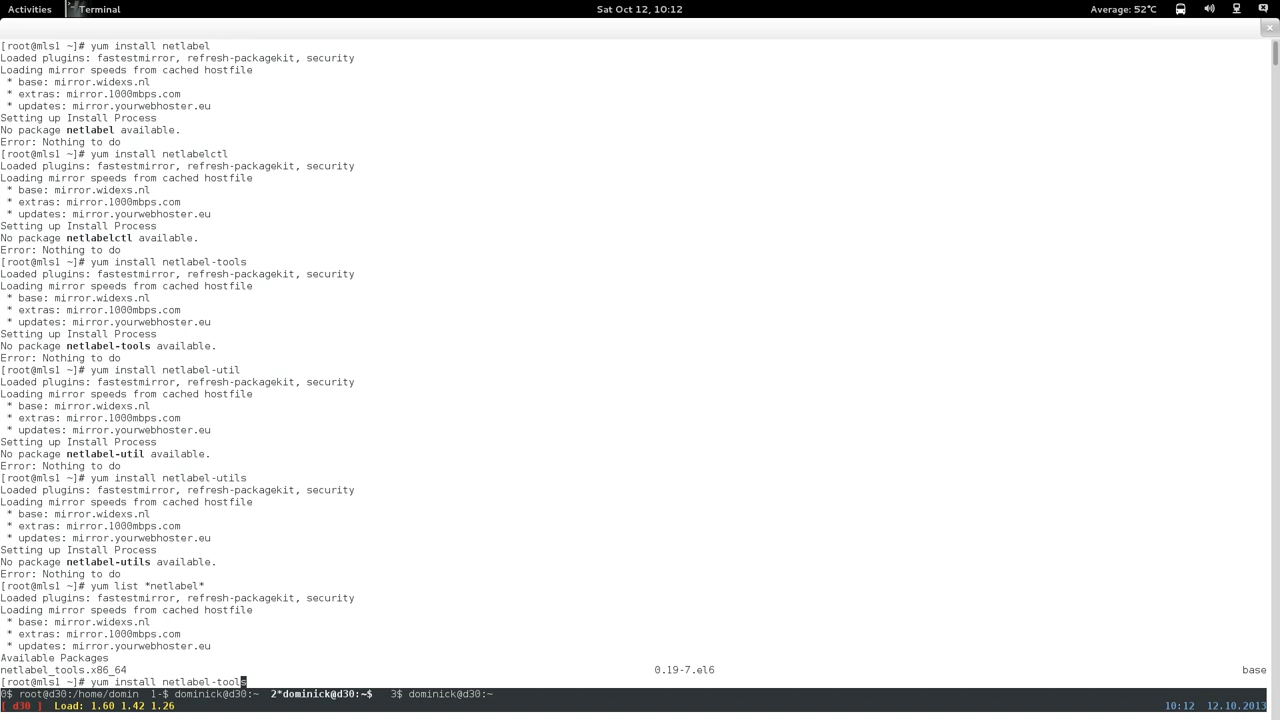 Activities Terminal Sat Oct 12, 10:12 Average: 52°C
[root@mls1 ~]# yum install netlabel
Loaded plugins: fastestmirror, refresh-packagekit, security
Loading mirror speeds from cached hostfile
 * base: mirror.widexs.nl
 * extras: mirror.1000mbps.com
 * updates: mirror.yourwebhoster.eu
Setting up Install Process
No package netlabel available.
Error: Nothing to do
[root@mls1 ~]# yum install netlabelctl
Loaded plugins: fastestmirror, refresh-packagekit, security
Loading mirror speeds from cached hostfile
 * base: mirror.widexs.nl
 * extras: mirror.1000mbps.com
 * updates: mirror.yourwebhoster.eu
Setting up Install Process
No package netlabelctl available.
Error: Nothing to do
[root@mls1 ~]# yum install netlabel-tools
Loaded plugins: fastestmirror, refresh-packagekit, security
Loading mirror speeds from cached hostfile
 * base: mirror.widexs.nl
 * extras: mirror.1000mbps.com
 * updates: mirror.yourwebhoster.eu
Setting up Install Process
No package netlabel-tools available.
Error: Nothing to do
[root@mls1 ~]# yum install netlabel-util
Loaded plugins: fastestmirror, refresh-packagekit, security
Loading mirror speeds from cached hostfile
 * base: mirror.widexs.nl
 * extras: mirror.1000mbps.com
 * updates: mirror.yourwebhoster.eu
Setting up Install Process
No package netlabel-util available.
Error: Nothing to do
[root@mls1 ~]# yum install netlabel-utils
Loaded plugins: fastestmirror, refresh-packagekit, security
Loading mirror speeds from cached hostfile
 * base: mirror.widexs.nl
 * extras: mirror.1000mbps.com
 * updates: mirror.yourwebhoster.eu
Setting up Install Process
No package netlabel-utils available.
Error: Nothing to do
[root@mls1 ~]# yum list *netlabel*
Loaded plugins: fastestmirror, refresh-packagekit, security
Loading mirror speeds from cached hostfile
 * base: mirror.widexs.nl
 * extras: mirror.1000mbps.com
 * updates: mirror.yourwebhoster.eu
Available Packages
netlabel_tools.x86_64 0.19-7.el6 base
[root@mls1 ~]# yum install netlabel-tools
0$ root@d30:/home/domin 1-$ dominick@d30:~ 2*dominick@d30:~$ 3$ dominick@d30:~
[ d30 ] Load: 1.60 1.42 1.26 10:12 12.10.2013